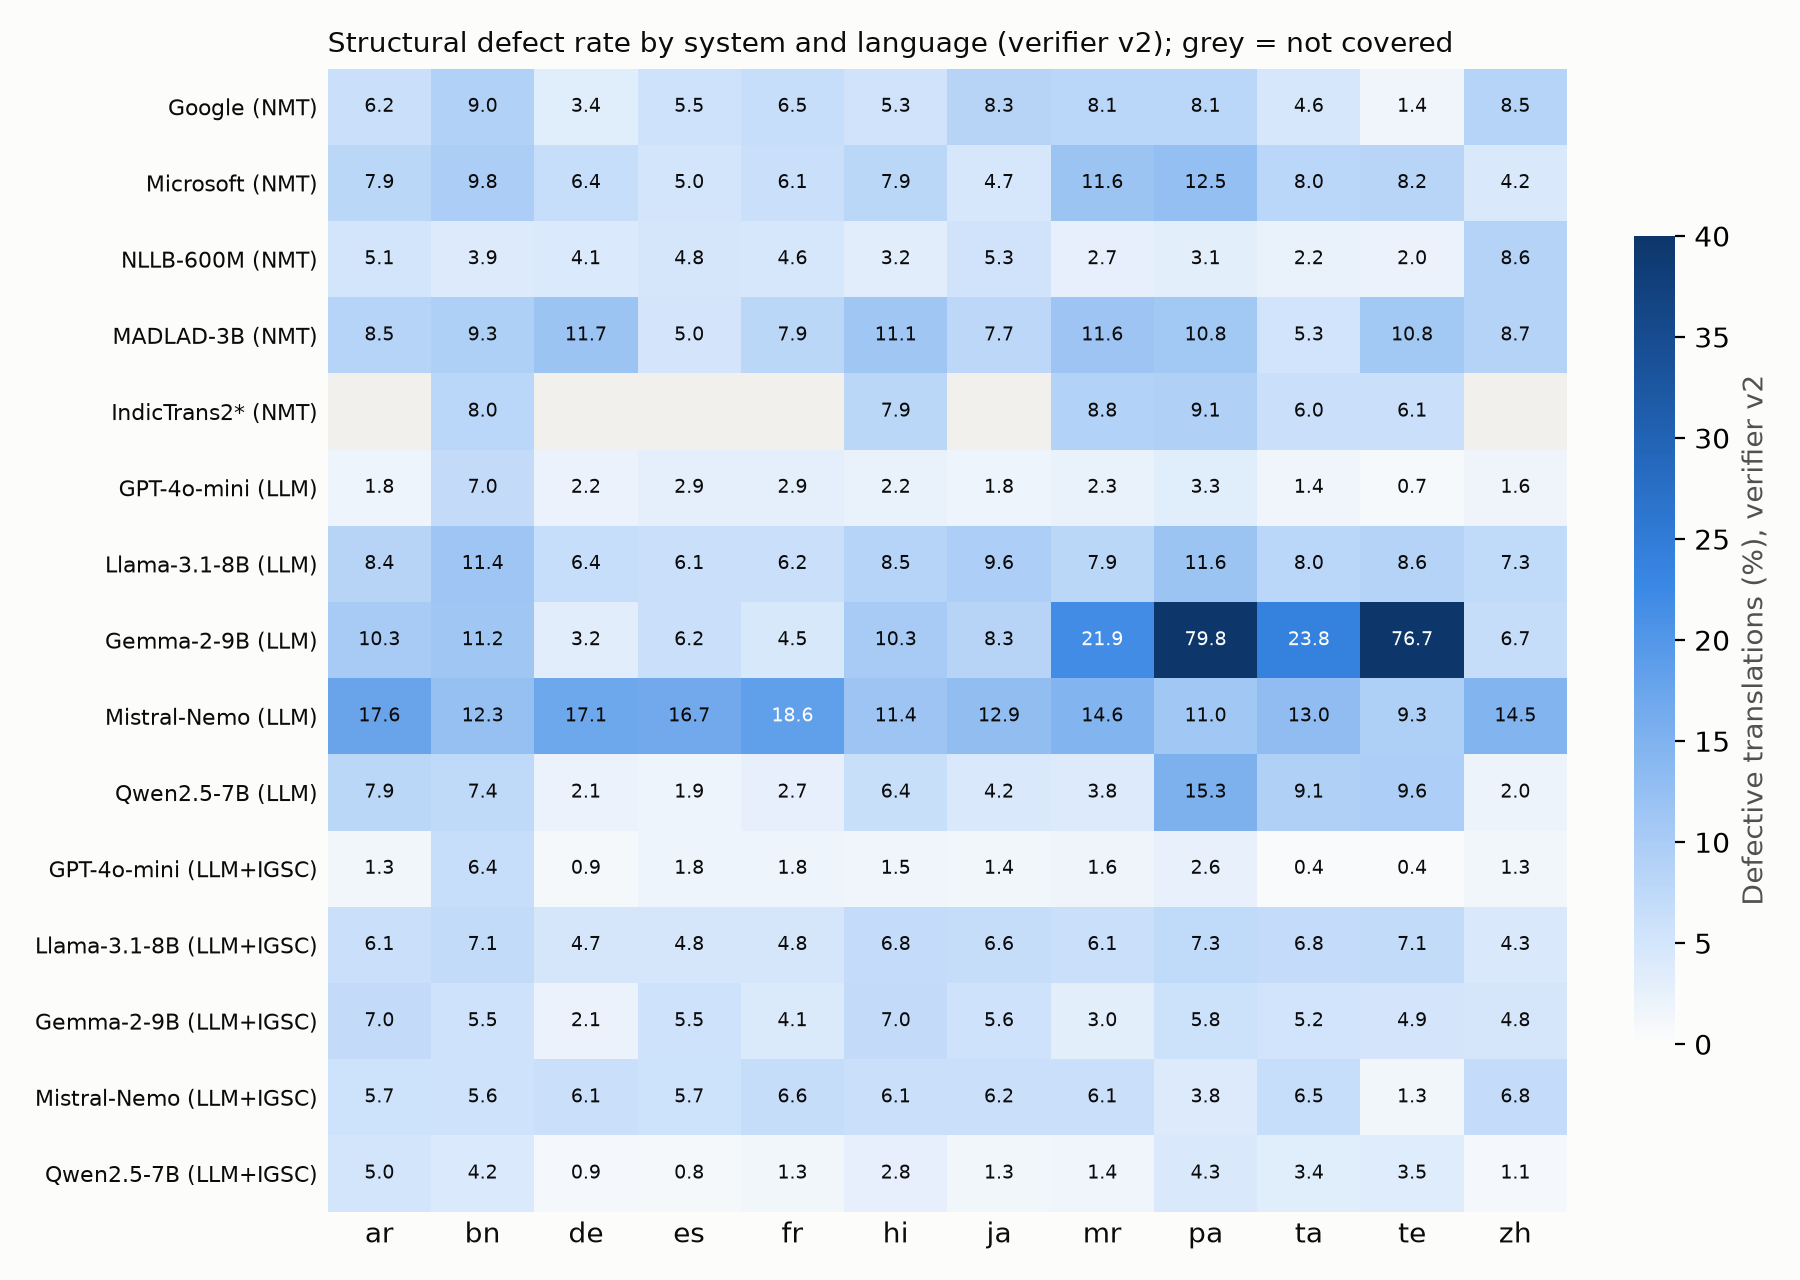 Structural defect rate by system and language (verifier v2); grey = not covered
Google (NMT) 6.2 9.0 3.4 5.5 6.5 5.3 8.3 8.1 8.1 4.6 1.4 8.5
Microsoft (NMT) 7.9 9.8 6.4 5.0 6.1 7.9 4.7 11.6 12.5 8.0 8.2 4.2
NLLB-600M (NMT) 5.1 3.9 4.1 4.8 4.6 3.2 5.3 2.7 3.1 2.2 2.0 8.6
MADLAD-3B (NMT) 8.5 9.3 11.7 5.0 7.9 11.1 7.7 11.6 10.8 5.3 10.8 8.7
IndicTrans2* (NMT) 8.0 7.9 8.8 9.1 6.0 6.1
GPT-4o-mini (LLM) 1.8 7.0 2.2 2.9 2.9 2.2 1.8 2.3 3.3 1.4 0.7 1.6
Llama-3.1-8B (LLM) 8.4 11.4 6.4 6.1 6.2 8.5 9.6 7.9 11.6 8.0 8.6 7.3
Gemma-2-9B (LLM) 10.3 11.2 3.2 6.2 4.5 10.3 8.3 21.9 79.8 23.8 76.7 6.7
Mistral-Nemo (LLM) 17.6 12.3 17.1 16.7 18.6 11.4 12.9 14.6 11.0 13.0 9.3 14.5
Qwen2.5-7B (LLM) 7.9 7.4 2.1 1.9 2.7 6.4 4.2 3.8 15.3 9.1 9.6 2.0
GPT-4o-mini (LLM+IGSC) 1.3 6.4 0.9 1.8 1.8 1.5 1.4 1.6 2.6 0.4 0.4 1.3
Llama-3.1-8B (LLM+IGSC) 6.1 7.1 4.7 4.8 4.8 6.8 6.6 6.1 7.3 6.8 7.1 4.3
Gemma-2-9B (LLM+IGSC) 7.0 5.5 2.1 5.5 4.1 7.0 5.6 3.0 5.8 5.2 4.9 4.8
Mistral-Nemo (LLM+IGSC) 5.7 5.6 6.1 5.7 6.6 6.1 6.2 6.1 3.8 6.5 1.3 6.8
Qwen2.5-7B (LLM+IGSC) 5.0 4.2 0.9 0.8 1.3 2.8 1.3 1.4 4.3 3.4 3.5 1.1
ar bn de es fr hi ja mr pa ta te zh
40
35
30
25
20
15
10
5
0
Defective translations (%), verifier v2